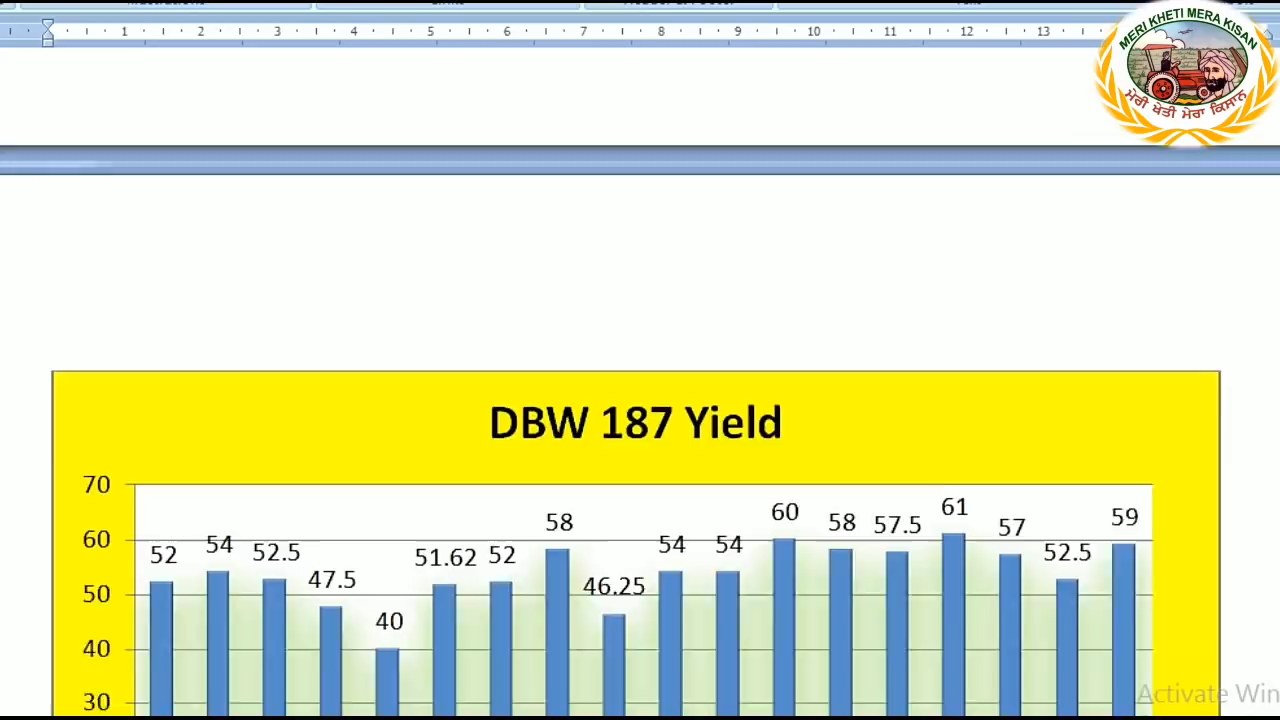 1 2 3 4 5 6 7 8 9 10 11 12 13
MERI KHETI MERA KISAN
ਮੇਰੀ ਖੇਤੀ ਮੇਰਾ ਕਿਸਾਨ
DBW 187 Yield
70
60
50
40
30
52 54 52.5 47.5 40 51.62 52 58 46.25 54 54 60 58 57.5 61 57 52.5 59
Activate Win